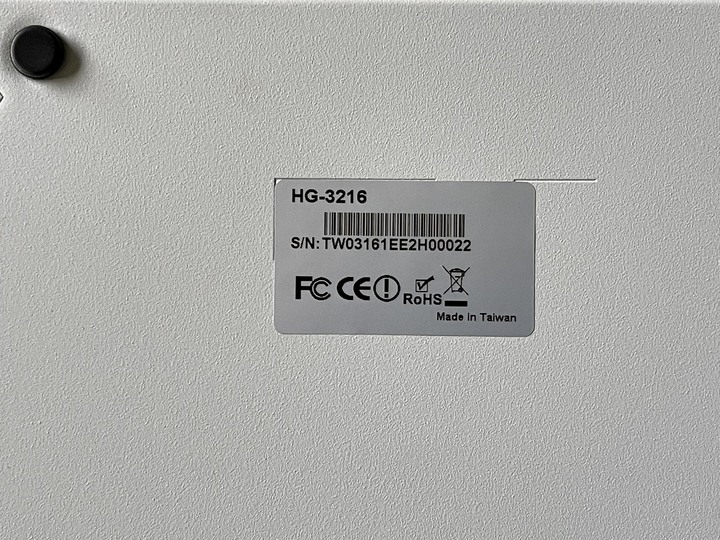 HG-3216
S/N: TW03161EE2H00022
FC CE
RoHS
Made in Taiwan